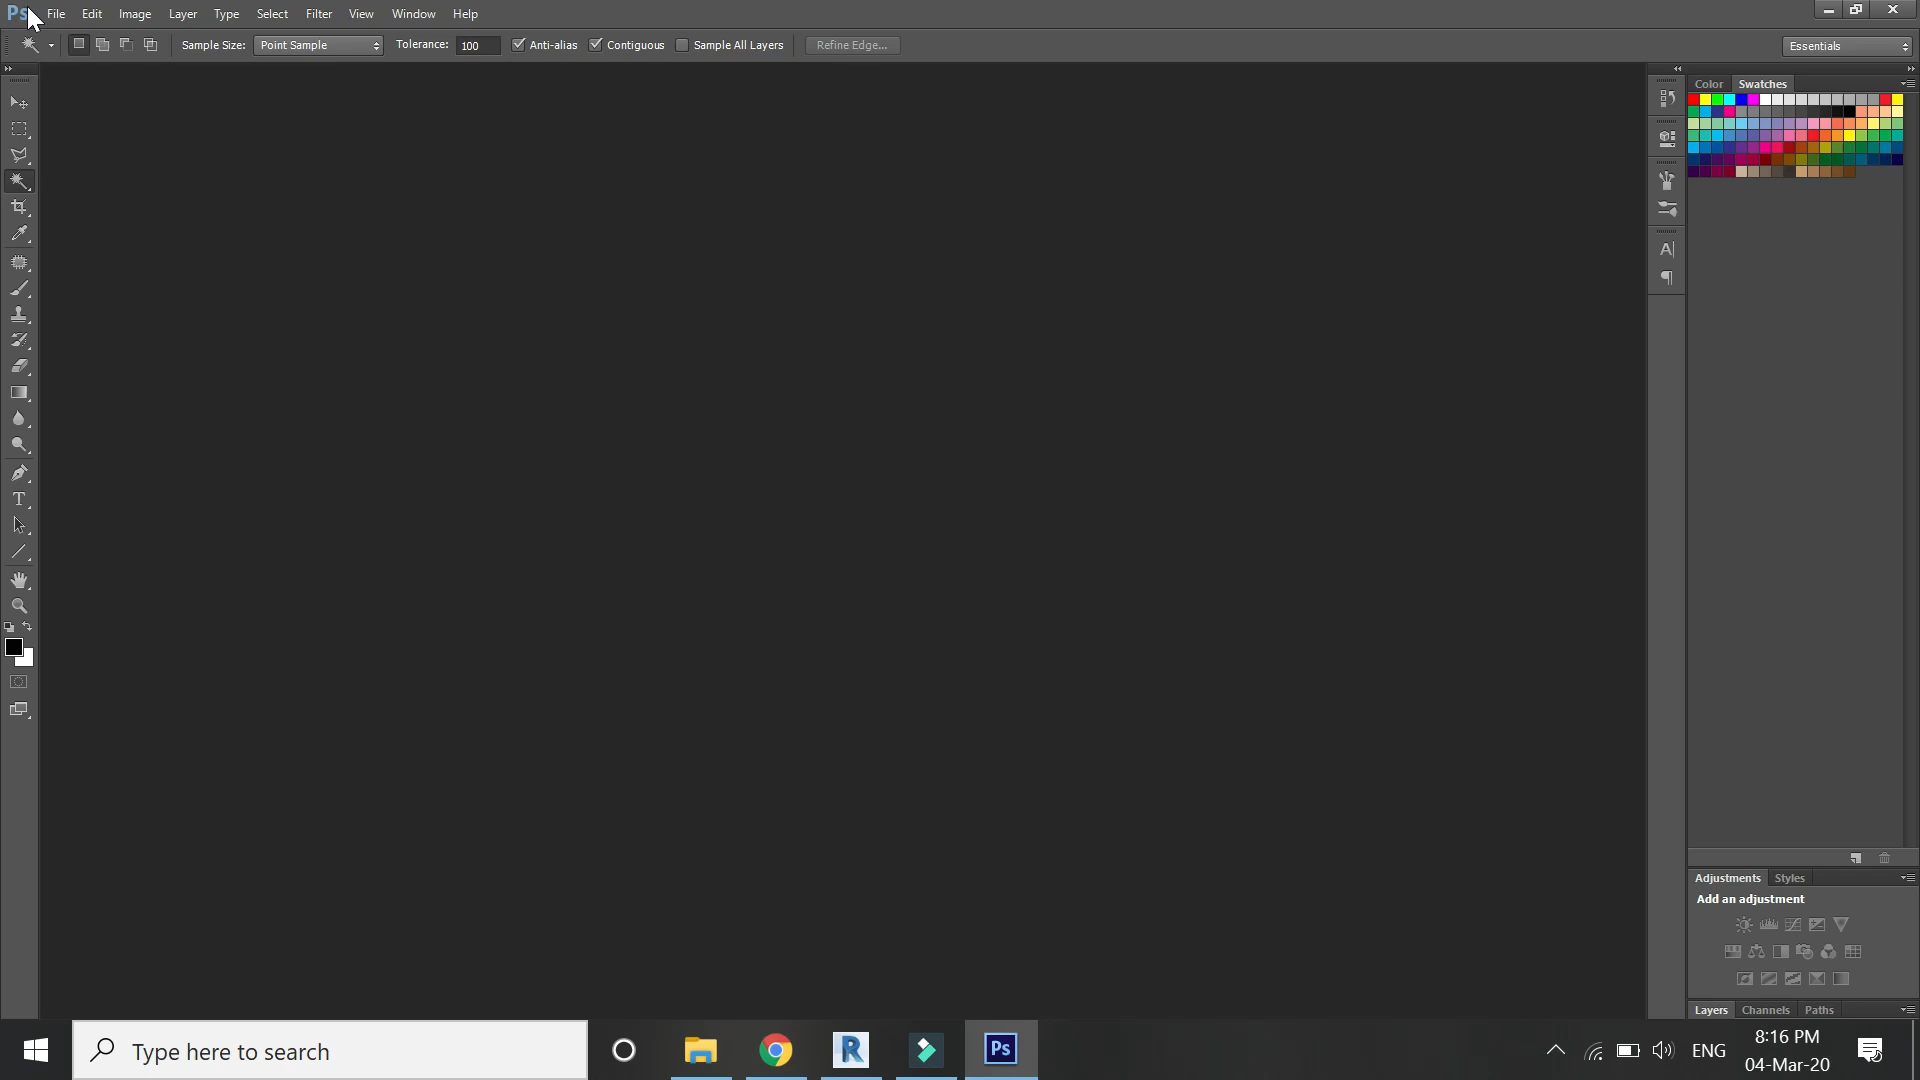 Ps File Edit Image Layer Type Select Filter View Window Help
Sample Size: Point Sample Tolerance: 100 Anti-alias Contiguous Sample All Layers Refine Edge... Essentials
Color Swatches
Adjustments Styles
Add an adjustment
Layers Channels Paths
Type here to search
Ps
ENG
8:16 PM
04-Mar-20